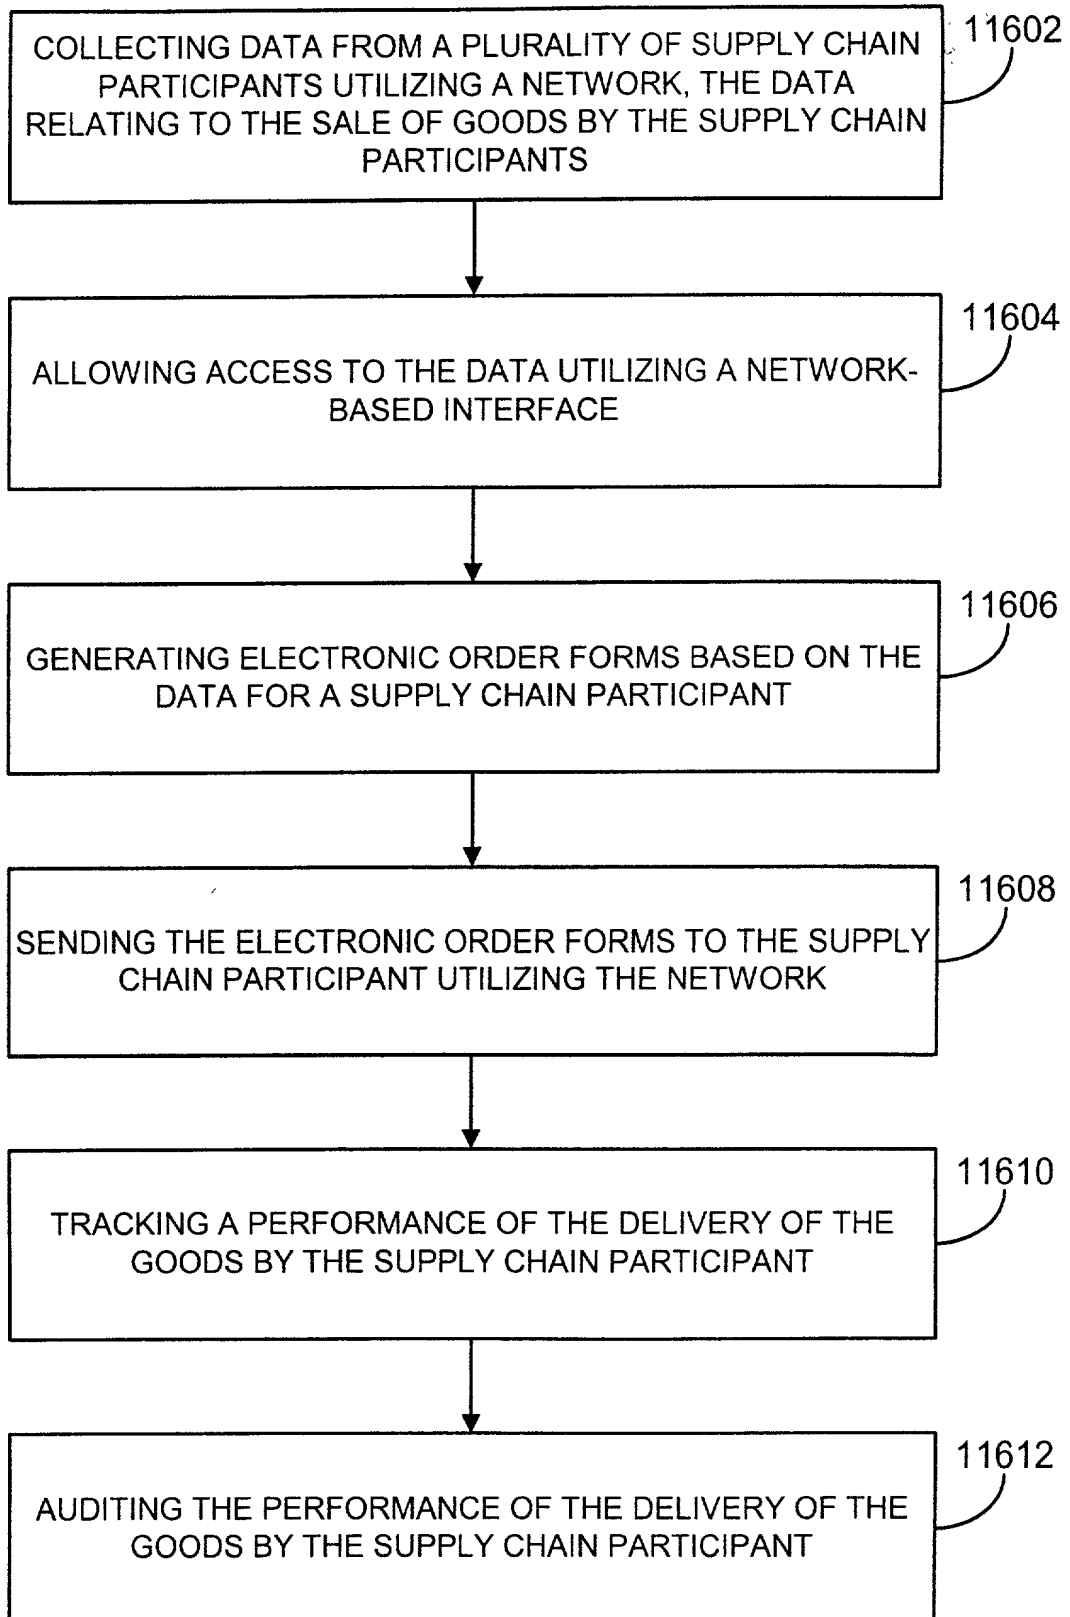 COLLECTING DATA FROM A PLURALITY OF SUPPLY CHAIN
PARTICIPANTS UTILIZING A NETWORK, THE DATA
RELATING TO THE SALE OF GOODS BY THE SUPPLY CHAIN
PARTICIPANTS
11602
ALLOWING ACCESS TO THE DATA UTILIZING A NETWORK-
BASED INTERFACE
11604
GENERATING ELECTRONIC ORDER FORMS BASED ON THE
DATA FOR A SUPPLY CHAIN PARTICIPANT
11606
SENDING THE ELECTRONIC ORDER FORMS TO THE SUPPLY
CHAIN PARTICIPANT UTILIZING THE NETWORK
11608
TRACKING A PERFORMANCE OF THE DELIVERY OF THE
GOODS BY THE SUPPLY CHAIN PARTICIPANT
11610
AUDITING THE PERFORMANCE OF THE DELIVERY OF THE
GOODS BY THE SUPPLY CHAIN PARTICIPANT
11612